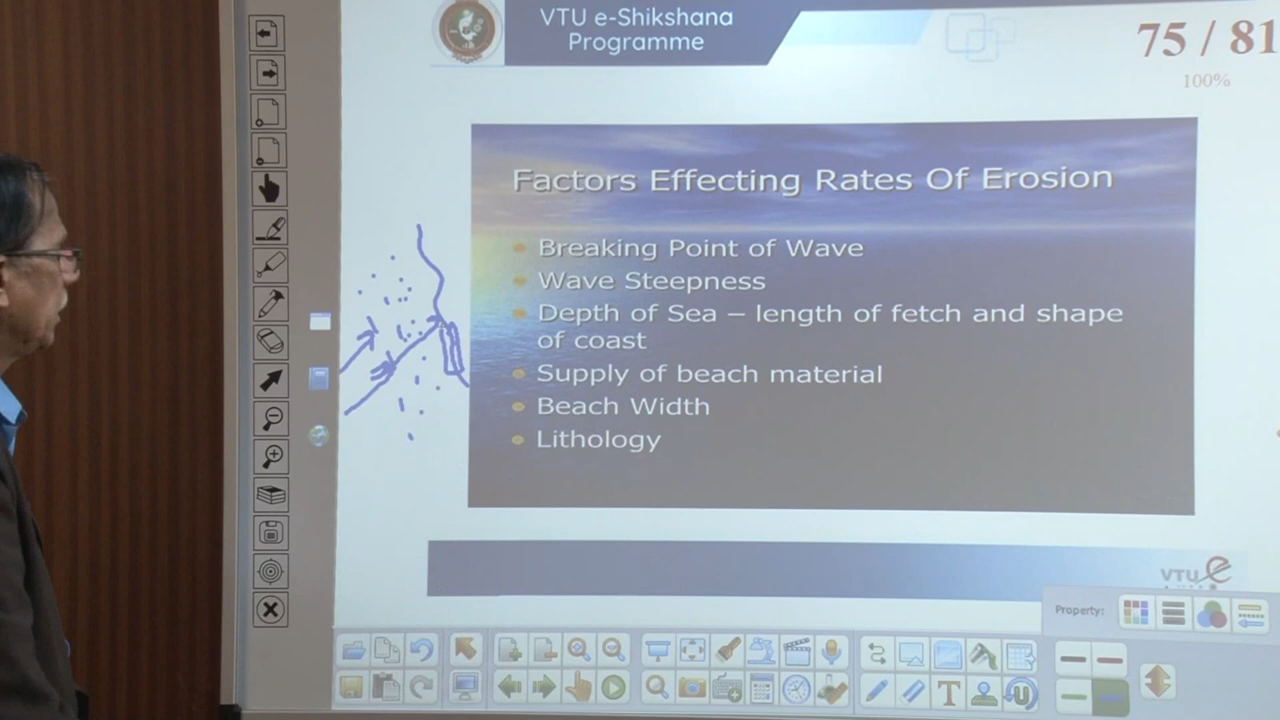 VTU e-Shikshana
Programme
75 / 81
100%
Factors Effecting Rates Of Erosion
Breaking Point of Wave
Wave Steepness
Depth of Sea – length of fetch and shape
of coast
Supply of beach material
Beach Width
Lithology
VTU e
Property:
T